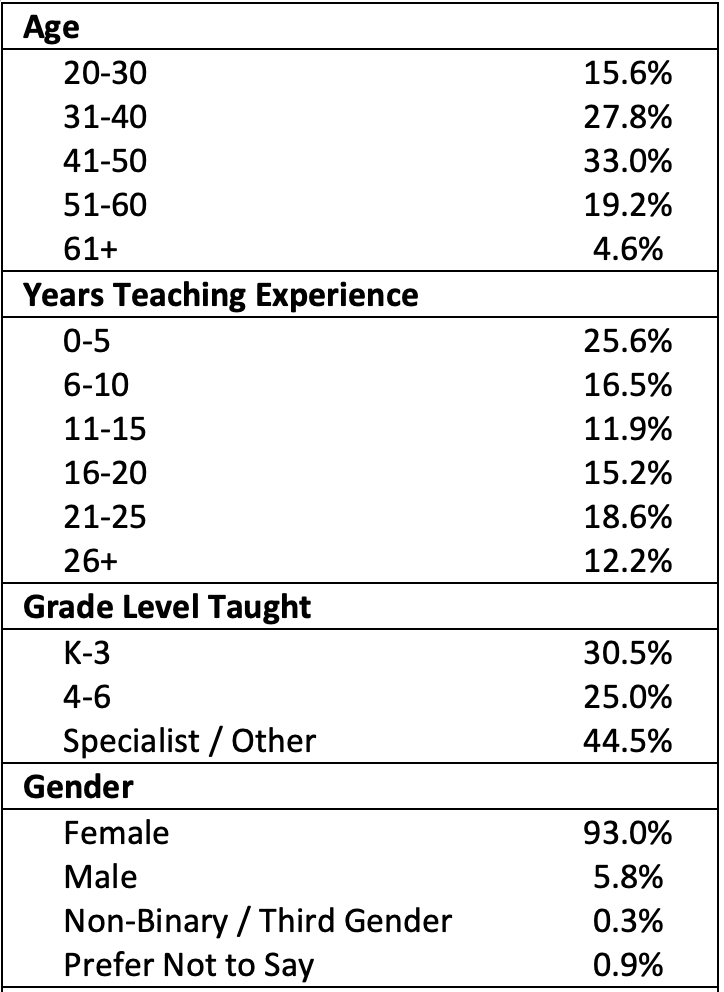 Age
20-30 15.6%
31-40 27.8%
41-50 33.0%
51-60 19.2%
61+ 4.6%
Years Teaching Experience
0-5 25.6%
6-10 16.5%
11-15 11.9%
16-20 15.2%
21-25 18.6%
26+ 12.2%
Grade Level Taught
K-3 30.5%
4-6 25.0%
Specialist / Other 44.5%
Gender
Female 93.0%
Male 5.8%
Non-Binary / Third Gender 0.3%
Prefer Not to Say 0.9%